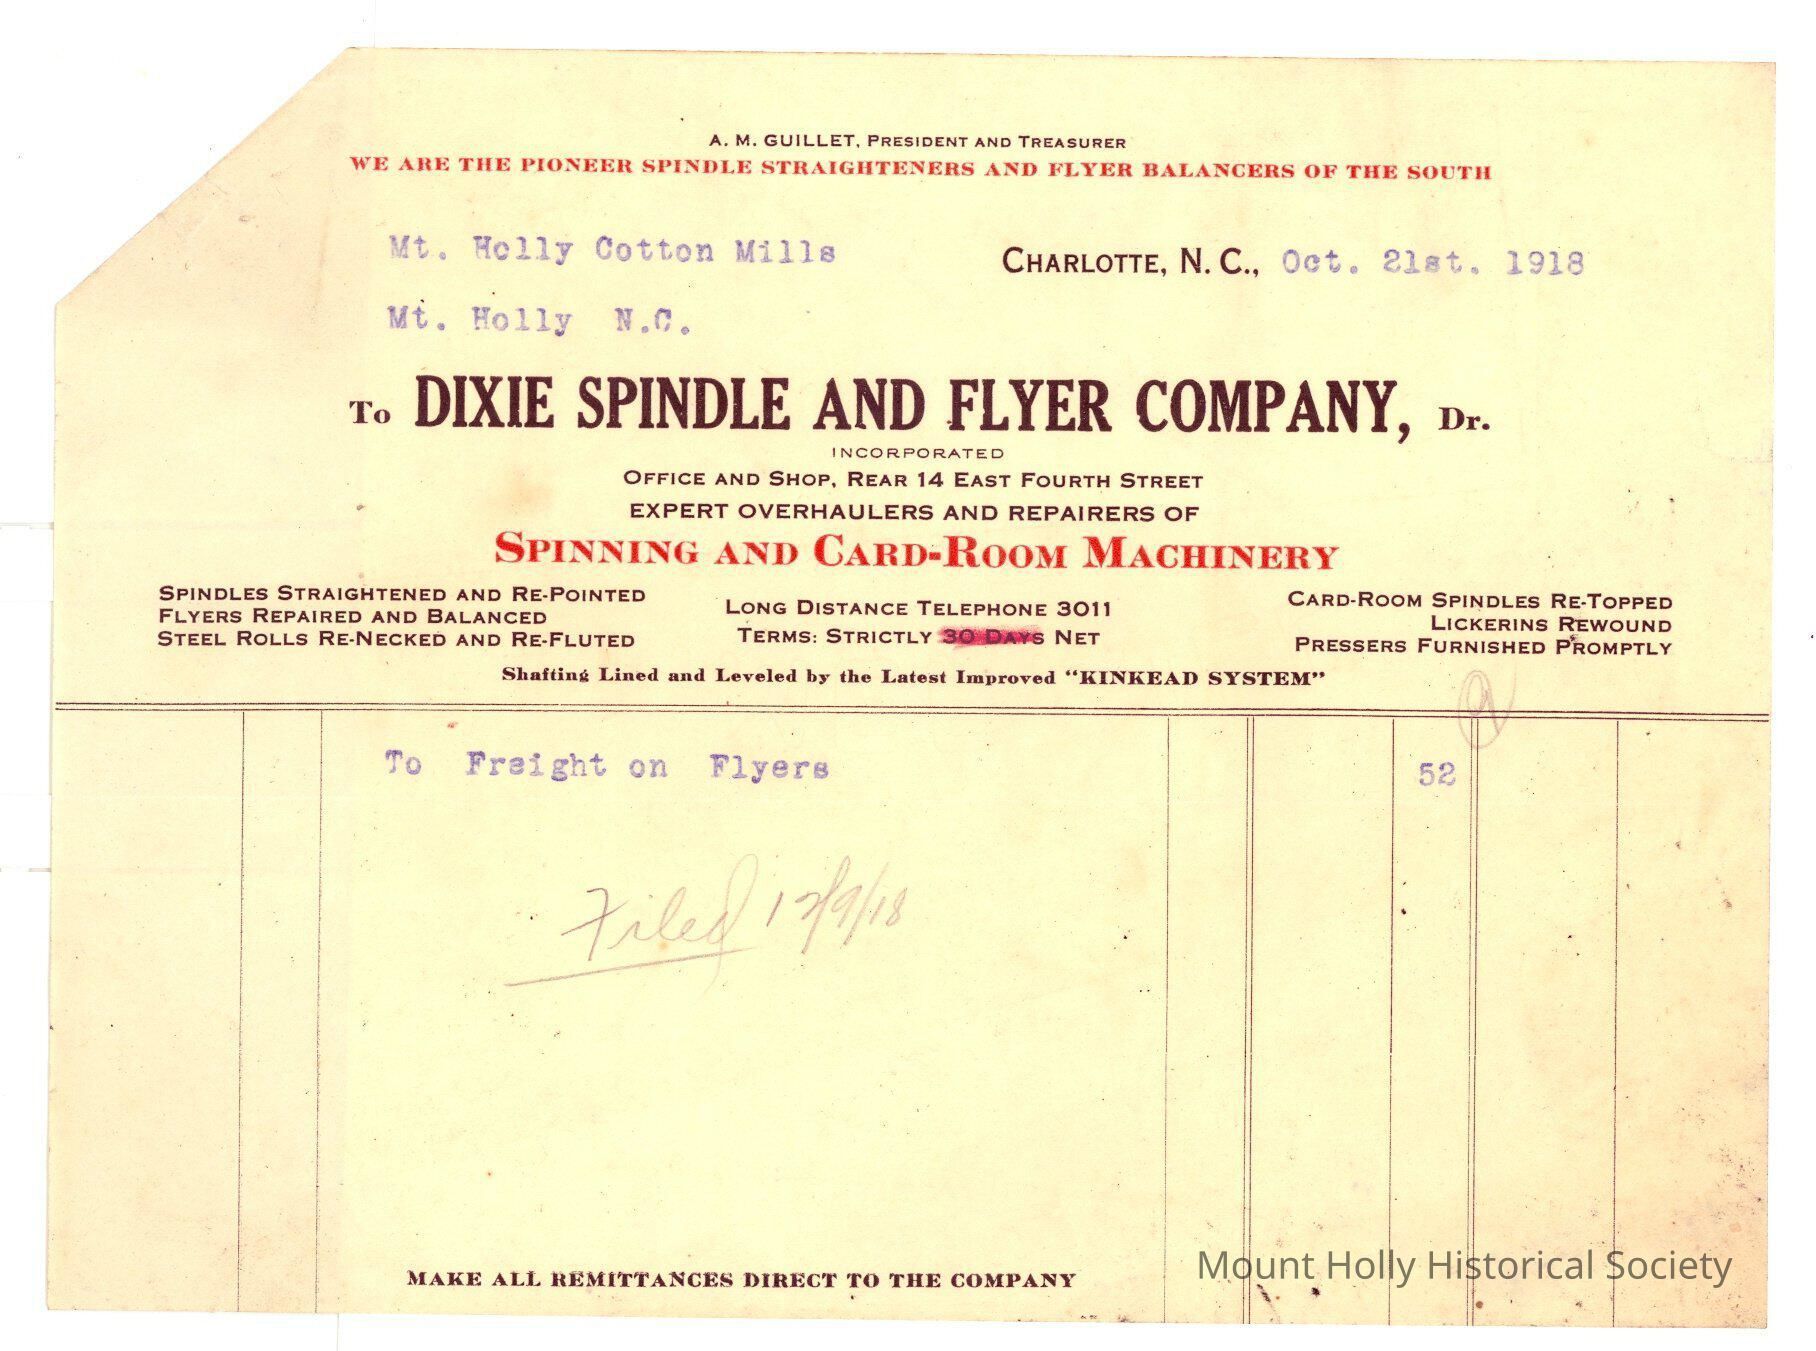 A. M. GUILLET, PRESIDENT AND TREASURER
WE ARE THE PIONEER SPINDLE STRAIGHTENERS AND FLYER BALANCERS OF THE SOUTH
Mt. Holly Cotton Mills
CHARLOTTE, N. C., Oct. 21st. 1918
Mt. Holly N.C.
To DIXIE SPINDLE AND FLYER COMPANY, Dr.
INCORPORATED
OFFICE AND SHOP, REAR 14 EAST FOURTH STREET
EXPERT OVERHAULERS AND REPAIRERS OF
SPINNING AND CARD-ROOM MACHINERY
SPINDLES STRAIGHTENED AND RE-POINTED
FLYERS REPAIRED AND BALANCED
STEEL ROLLS RE-NECKED AND RE-FLUTED
LONG DISTANCE TELEPHONE 3011
TERMS: STRICTLY 30 DAYS NET
CARD-ROOM SPINDLES RE-TOPPED
LICKERINS REWOUND
PRESSERS FURNISHED PROMPTLY
Shafting Lined and Leveled by the Latest Improved "KINKEAD SYSTEM"
To Freight on Flyers 52
Filed 12/9/18
MAKE ALL REMITTANCES DIRECT TO THE COMPANY
Mount Holly Historical Society